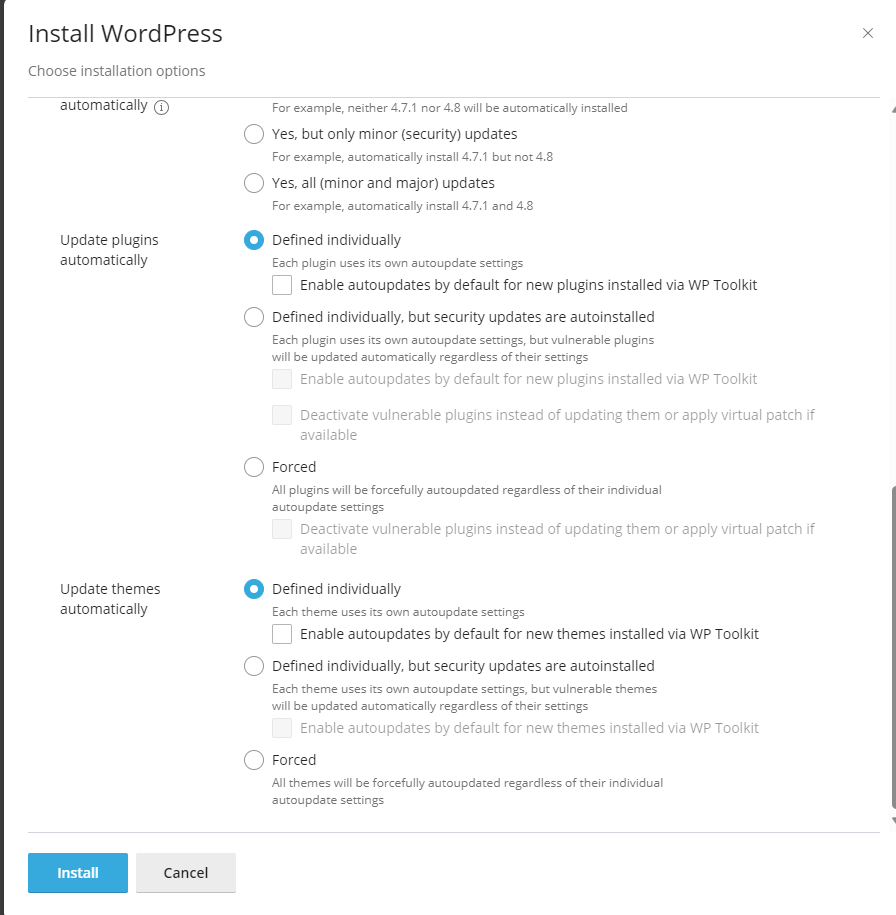 Install WordPress
Choose installation options
automatically
For example, neither 4.7.1 nor 4.8 will be automatically installed
Yes, but only minor (security) updates
For example, automatically install 4.7.1 but not 4.8
Yes, all (minor and major) updates
For example, automatically install 4.7.1 and 4.8
Update plugins
automatically
Defined individually
Each plugin uses its own autoupdate settings
Enable autoupdates by default for new plugins installed via WP Toolkit
Defined individually, but security updates are autoinstalled
Each plugin uses its own autoupdate settings, but vulnerable plugins
will be updated automatically regardless of their settings
Enable autoupdates by default for new plugins installed via WP Toolkit
Deactivate vulnerable plugins instead of updating them or apply virtual patch if
available
Forced
All plugins will be forcefully autoupdated regardless of their individual
autoupdate settings
Deactivate vulnerable plugins instead of updating them or apply virtual patch if
available
Update themes
automatically
Defined individually
Each theme uses its own autoupdate settings
Enable autoupdates by default for new themes installed via WP Toolkit
Defined individually, but security updates are autoinstalled
Each theme uses its own autoupdate settings, but vulnerable themes
will be updated automatically regardless of their settings
Enable autoupdates by default for new themes installed via WP Toolkit
Forced
All themes will be forcefully autoupdated regardless of their individual
autoupdate settings
Install
Cancel